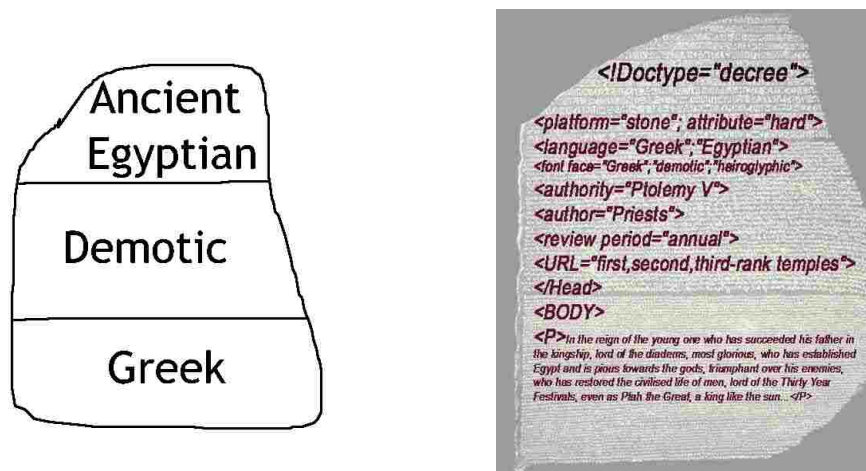 Ancient
Egyptian
Demotic
Greek
<!Doctype="decree">
<platform="stone"; attribute="hard">
<language="Greek";"Egyptian">
<font face="Greek";"demotic";"heiroglyphic">
<authority="Ptolemy V">
<author="Priests">
<review period="annual">
<URL="first,second,third-rank temples">
</Head>
<BODY>
<P>In the reign of the young one who has succeeded his father in
the kingship, lord of the diadems, most glorious, who has established
Egypt and is pious towards the gods, triumphant over his enemies,
who has restored the civilised life of men, lord of the Thirty Year
Festivals, even as Ptah the Great, a king like the sun... </P>